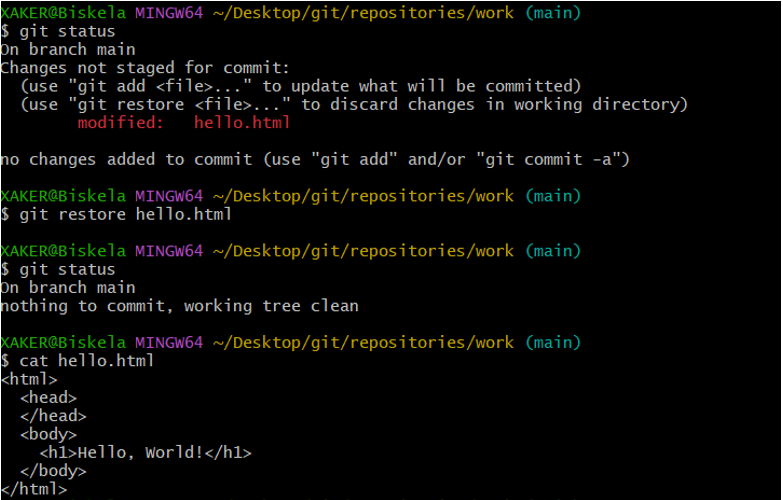 XAKER@Biskela MINGW64 ~/Desktop/git/repositories/work (main)
$ git status
On branch main
Changes not staged for commit:
  (use "git add <file>..." to update what will be committed)
  (use "git restore <file>..." to discard changes in working directory)
        modified:   hello.html

no changes added to commit (use "git add" and/or "git commit -a")

XAKER@Biskela MINGW64 ~/Desktop/git/repositories/work (main)
$ git restore hello.html

XAKER@Biskela MINGW64 ~/Desktop/git/repositories/work (main)
$ git status
On branch main
nothing to commit, working tree clean

XAKER@Biskela MINGW64 ~/Desktop/git/repositories/work (main)
$ cat hello.html
<html>
  <head>
  </head>
  <body>
    <h1>Hello, World!</h1>
  </body>
</html>